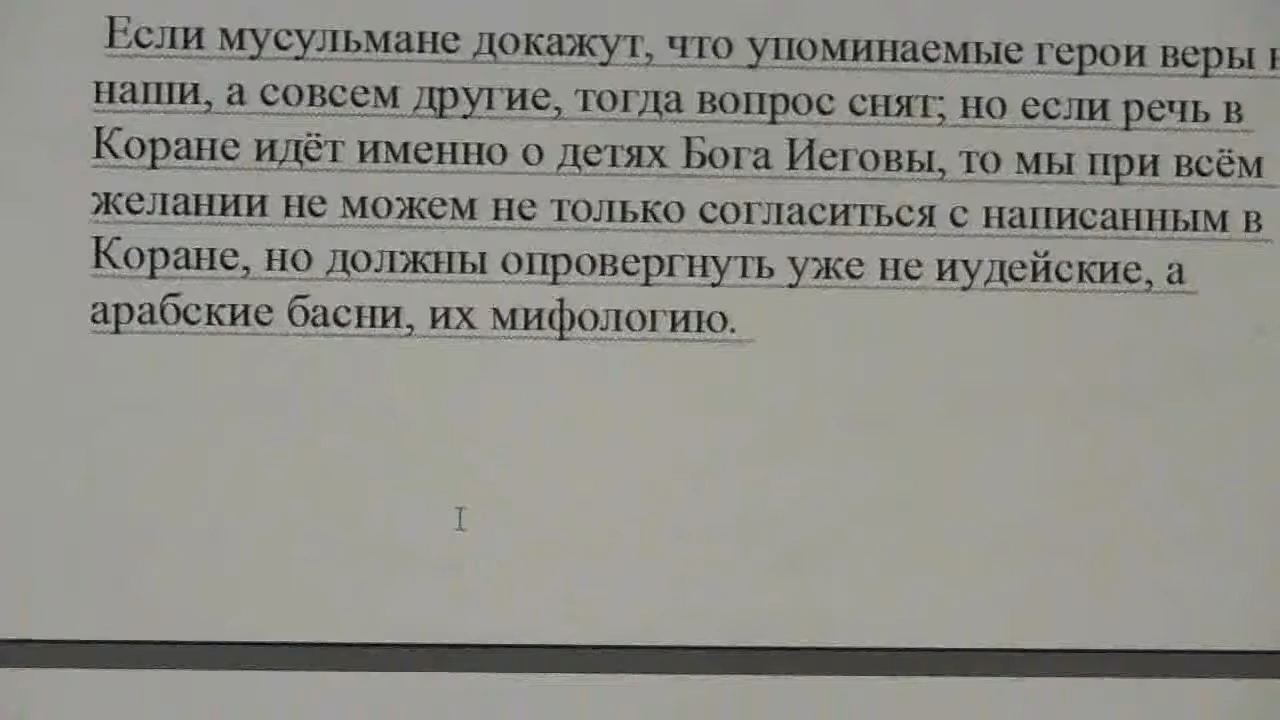 Если мусульмане докажут, что упоминаемые герои веры
наши, а совсем другие, тогда вопрос снят; но если речь в
Коране идёт именно о детях Бога Иеговы, то мы при всём
желании не можем не только согласиться с написанным в
Коране, но должны опровергнуть уже не иудейские, а
арабские басни, их мифологию.